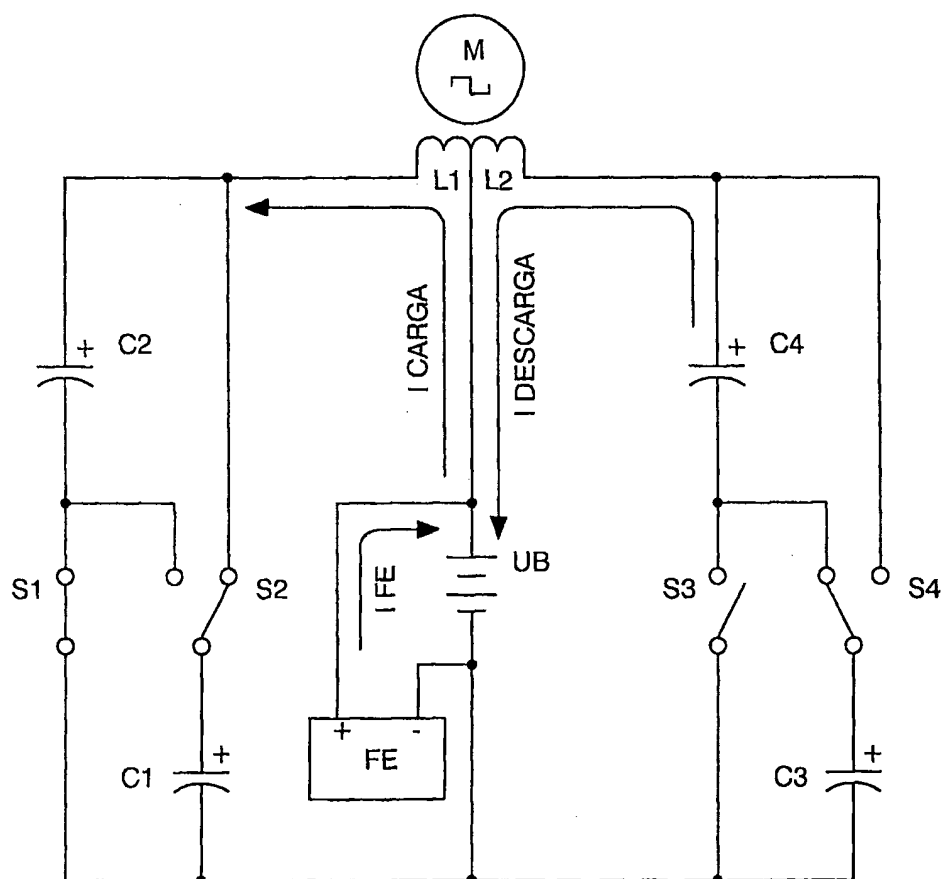 M
L1 L2
C2
+
C4
+
I CARGA
I DESCARGA
I FE
UB
S1
S2
S3
S4
+ -
FE
C1
+
C3
+